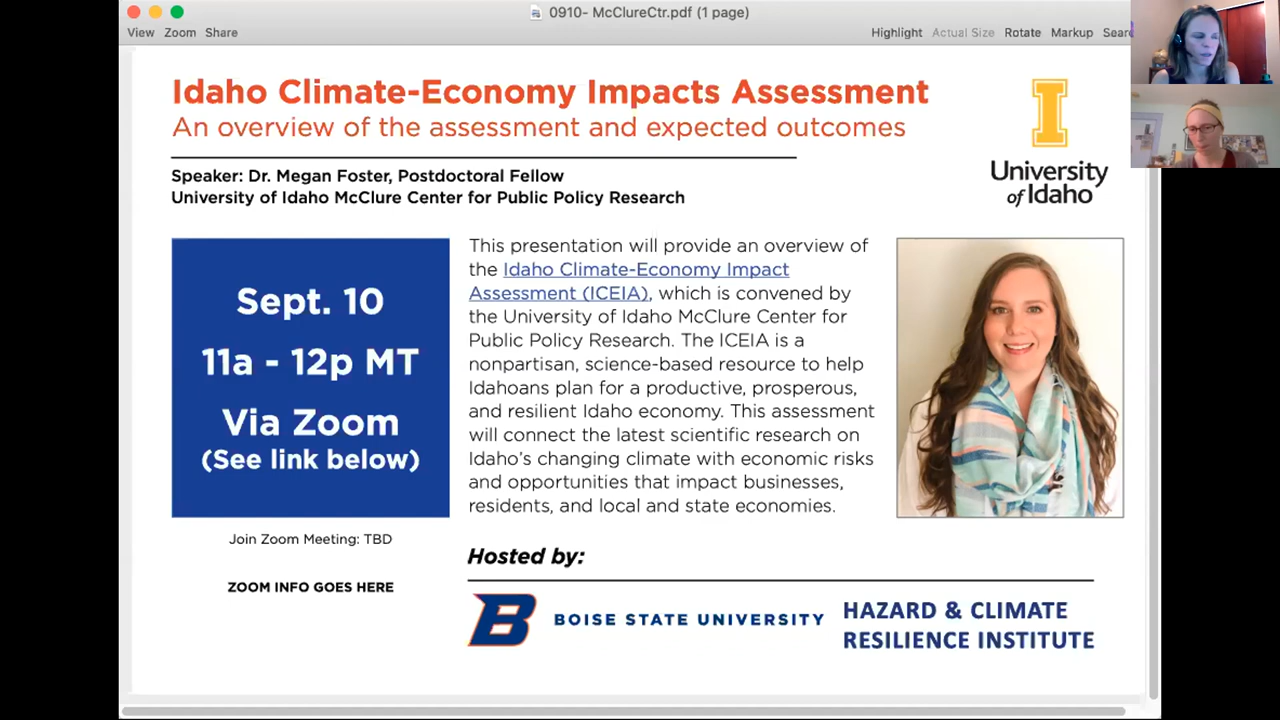 0910- McClureCtr.pdf (1 page)
View Zoom Share
Highlight Actual Size Rotate Markup Sear
Idaho Climate-Economy Impacts Assessment
An overview of the assessment and expected outcomes
Speaker: Dr. Megan Foster, Postdoctoral Fellow
University of Idaho McClure Center for Public Policy Research
I
University
of Idaho
Sept. 10
11a - 12p MT
Via Zoom
(See link below)
Join Zoom Meeting: TBD
ZOOM INFO GOES HERE
This presentation will provide an overview of
the Idaho Climate-Economy Impact
Assessment (ICEIA), which is convened by
the University of Idaho McClure Center for
Public Policy Research. The ICEIA is a
nonpartisan, science-based resource to help
Idahoans plan for a productive, prosperous,
and resilient Idaho economy. This assessment
will connect the latest scientific research on
Idaho's changing climate with economic risks
and opportunities that impact businesses,
residents, and local and state economies.
Hosted by:
B BOISE STATE UNIVERSITY
HAZARD & CLIMATE
RESILIENCE INSTITUTE